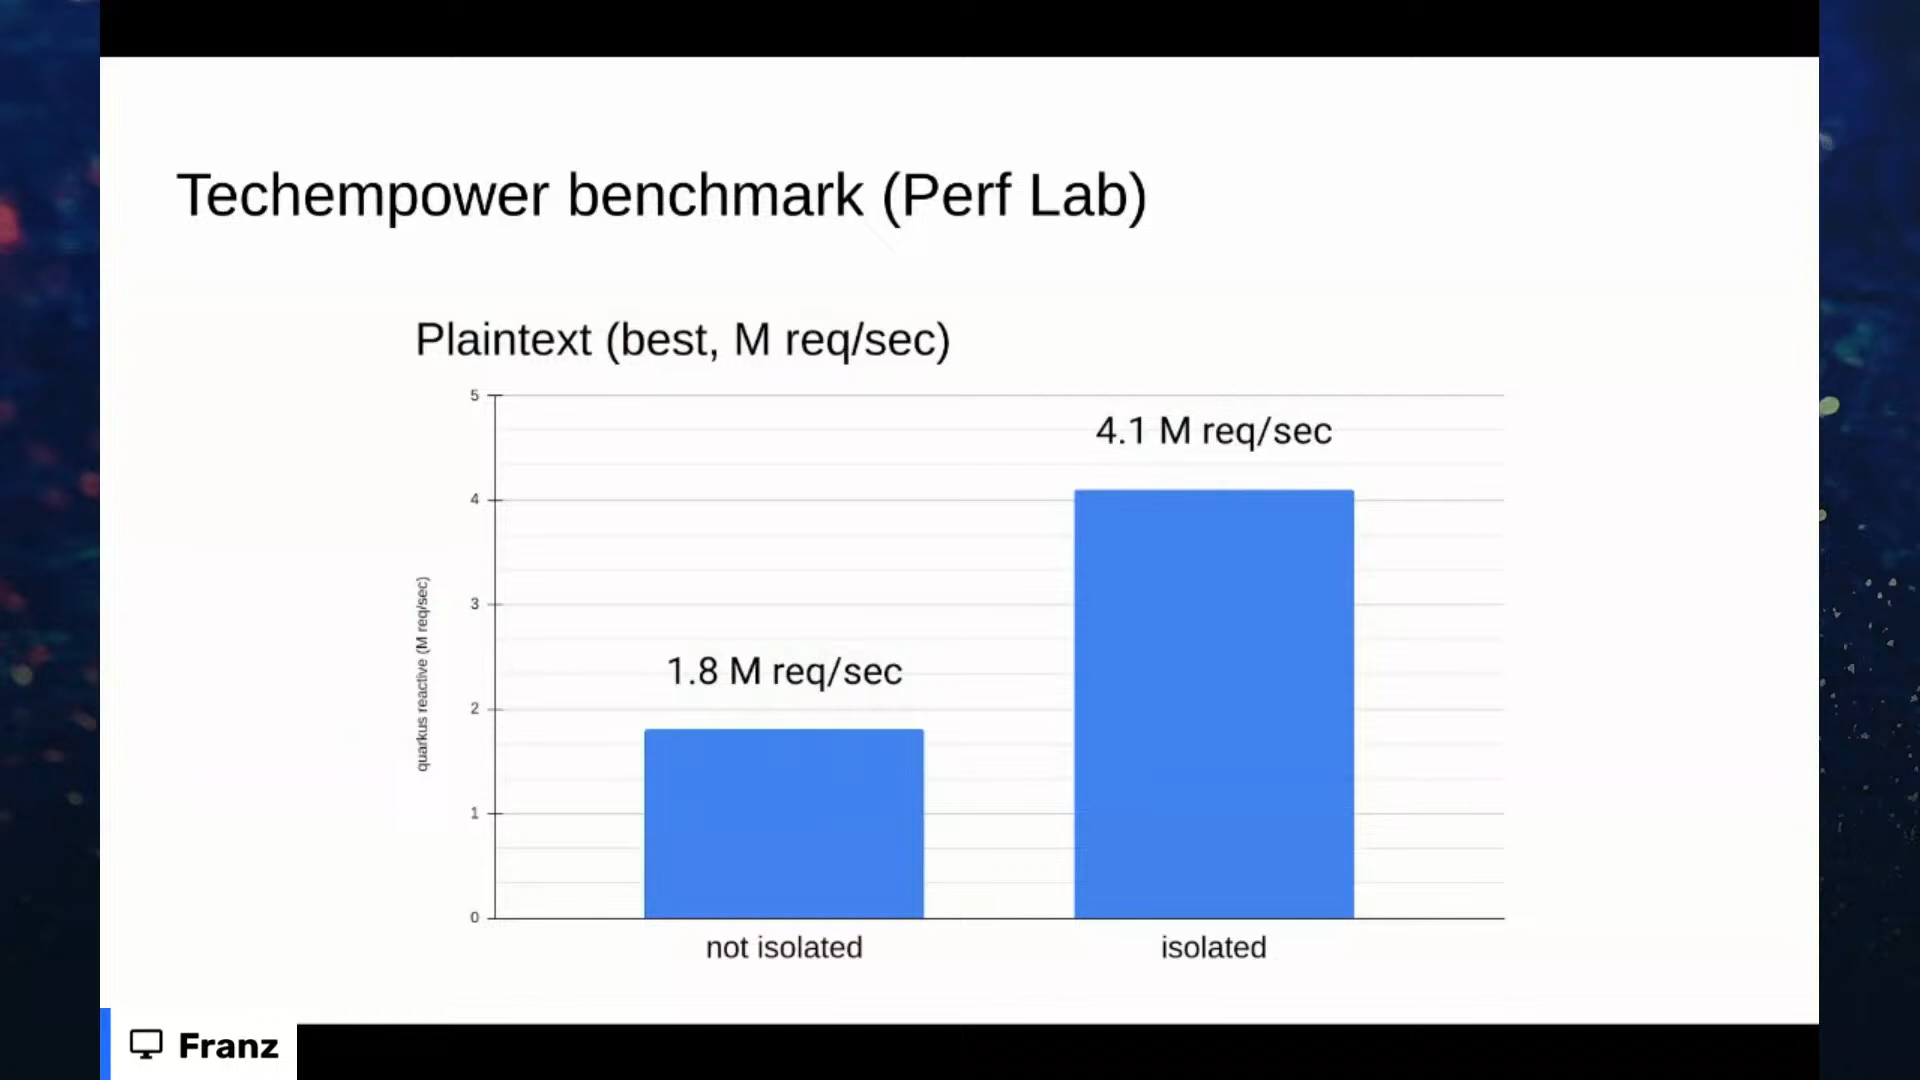 Techempower benchmark (Perf Lab)
Plaintext (best, M req/sec)
quarkus reactive (M req/sec)
5
4
3
2
1
0
4.1 M req/sec
1.8 M req/sec
not isolated
isolated
Franz